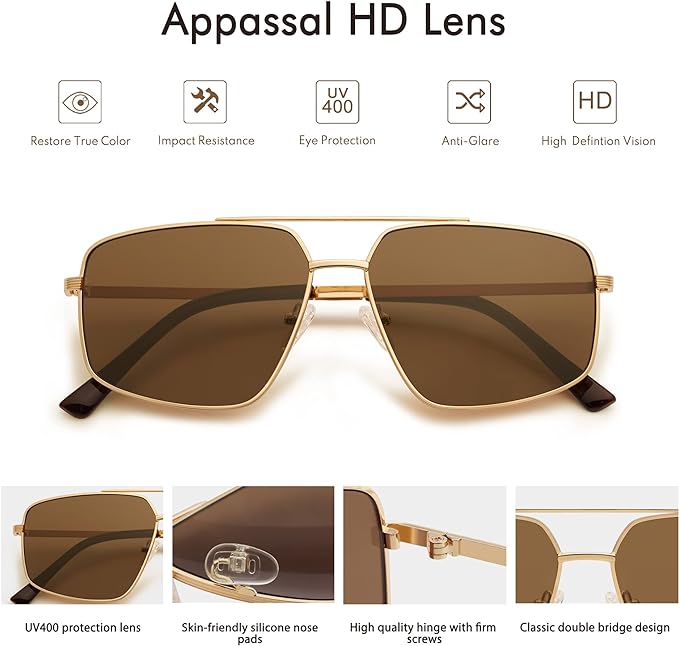 Appassal HD Lens
UV
400
HD
Restore True Color
Impact Resistance
Eye Protection
Anti-Glare
High Defintion Vision
UV400 protection lens
Skin-friendly silicone nose
pads
High quality hinge with firm
screws
Classic double bridge design